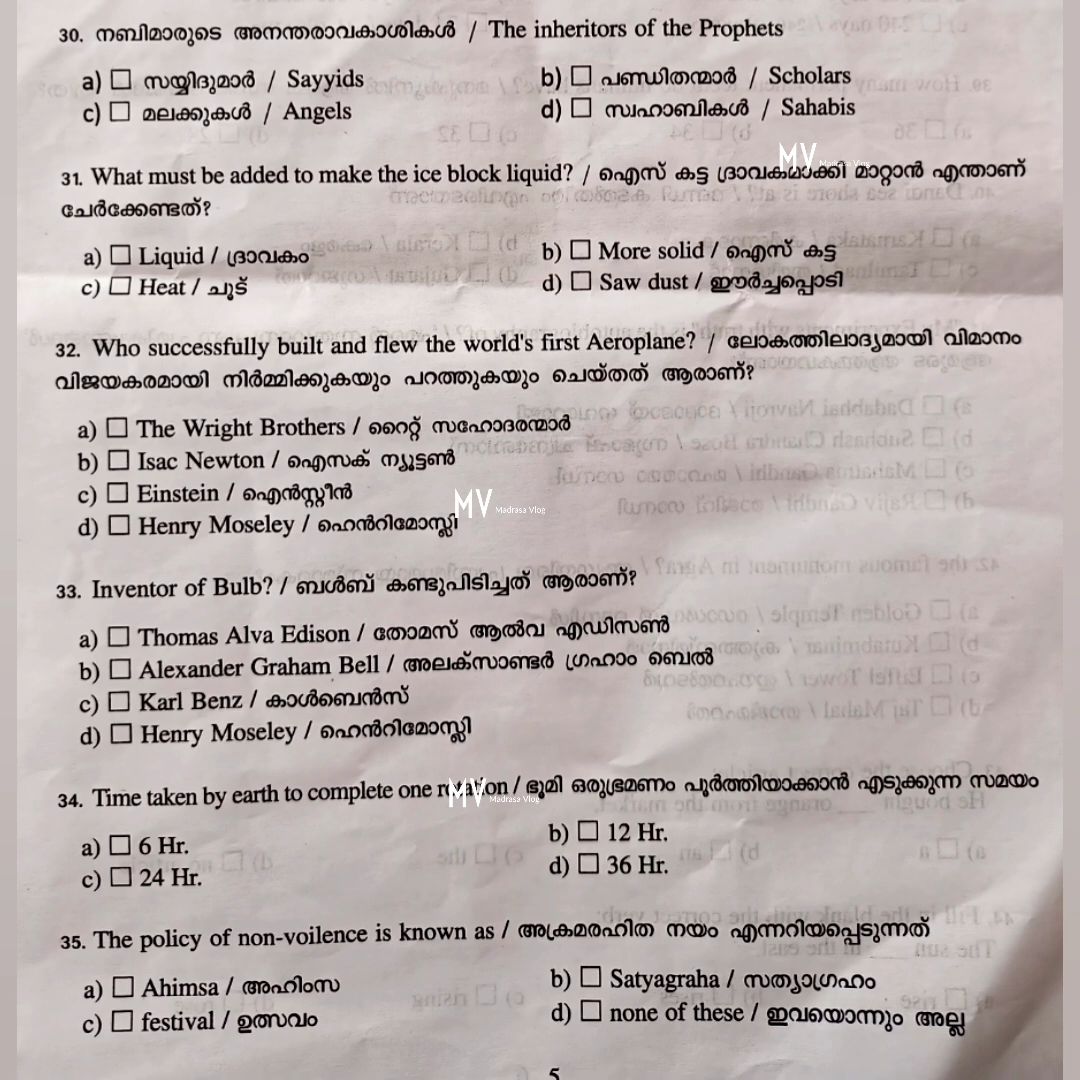 30. നബിമാരുടെ അനന്തരാവകാശികൾ / The inheritors of the Prophets
a) സയ്യിദുമാർ / Sayyids b) പണ്ഡിതന്മാർ / Scholars
c) മലക്കുകൾ / Angels d) സ്വഹാബികൾ / Sahabis
MV Madrasa Vlog
31. What must be added to make the ice block liquid? / ഐസ് കട്ട ദ്രാവകമാക്കി മാറ്റാൻ എന്താണ്
ചേർക്കേണ്ടത്?
a) Liquid / ദ്രാവകം b) More solid / ഐസ് കട്ട
c) Heat / ചൂട് d) Saw dust / ഈർച്ചപ്പൊടി
32. Who successfully built and flew the world's first Aeroplane? / ലോകത്തിലാദ്യമായി വിമാനം
വിജയകരമായി നിർമ്മിക്കുകയും പറത്തുകയും ചെയ്തത് ആരാണ്?
a) The Wright Brothers / റൈറ്റ് സഹോദരന്മാർ
b) Isac Newton / ഐസക് ന്യൂട്ടൺ
c) Einstein / ഐൻസ്റ്റീൻ
MV Madrasa Vlog
d) Henry Moseley / ഹെൻറിമോസ്ലി
33. Inventor of Bulb? / ബൾബ് കണ്ടുപിടിച്ചത് ആരാണ്?
a) Thomas Alva Edison / തോമസ് ആൽവ എഡിസൺ
b) Alexander Graham Bell / അലക്സാണ്ടർ ഗ്രഹാം ബെൽ
c) Karl Benz / കാൾബെൻസ്
d) Henry Moseley / ഹെൻറിമോസ്ലി
34. Time taken by earth to complete one rotation / ഭൂമി ഒരുഭ്രമണം പൂർത്തിയാക്കാൻ എടുക്കുന്ന സമയം
MV Madrasa Vlog
a) 6 Hr. b) 12 Hr.
c) 24 Hr. d) 36 Hr.
35. The policy of non-voilence is known as / അക്രമരഹിത നയം എന്നറിയപ്പെടുന്നത്
a) Ahimsa / അഹിംസ b) Satyagraha / സത്യാഗ്രഹം
c) festival / ഉത്സവം d) none of these / ഇവയൊന്നും അല്ല
5